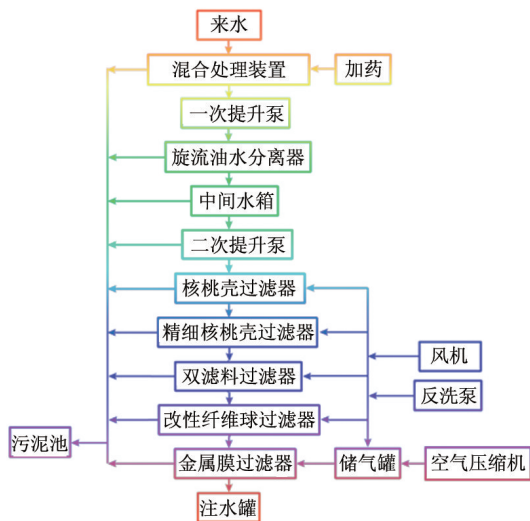 来水
混合处理装置
加药
一次提升泵
旋流油水分离器
中间水箱
二次提升泵
核桃壳过滤器
精细核桃壳过滤器
风机
双滤料过滤器
反洗泵
改性纤维球过滤器
污泥池
金属膜过滤器
储气罐
空气压缩机
注水罐